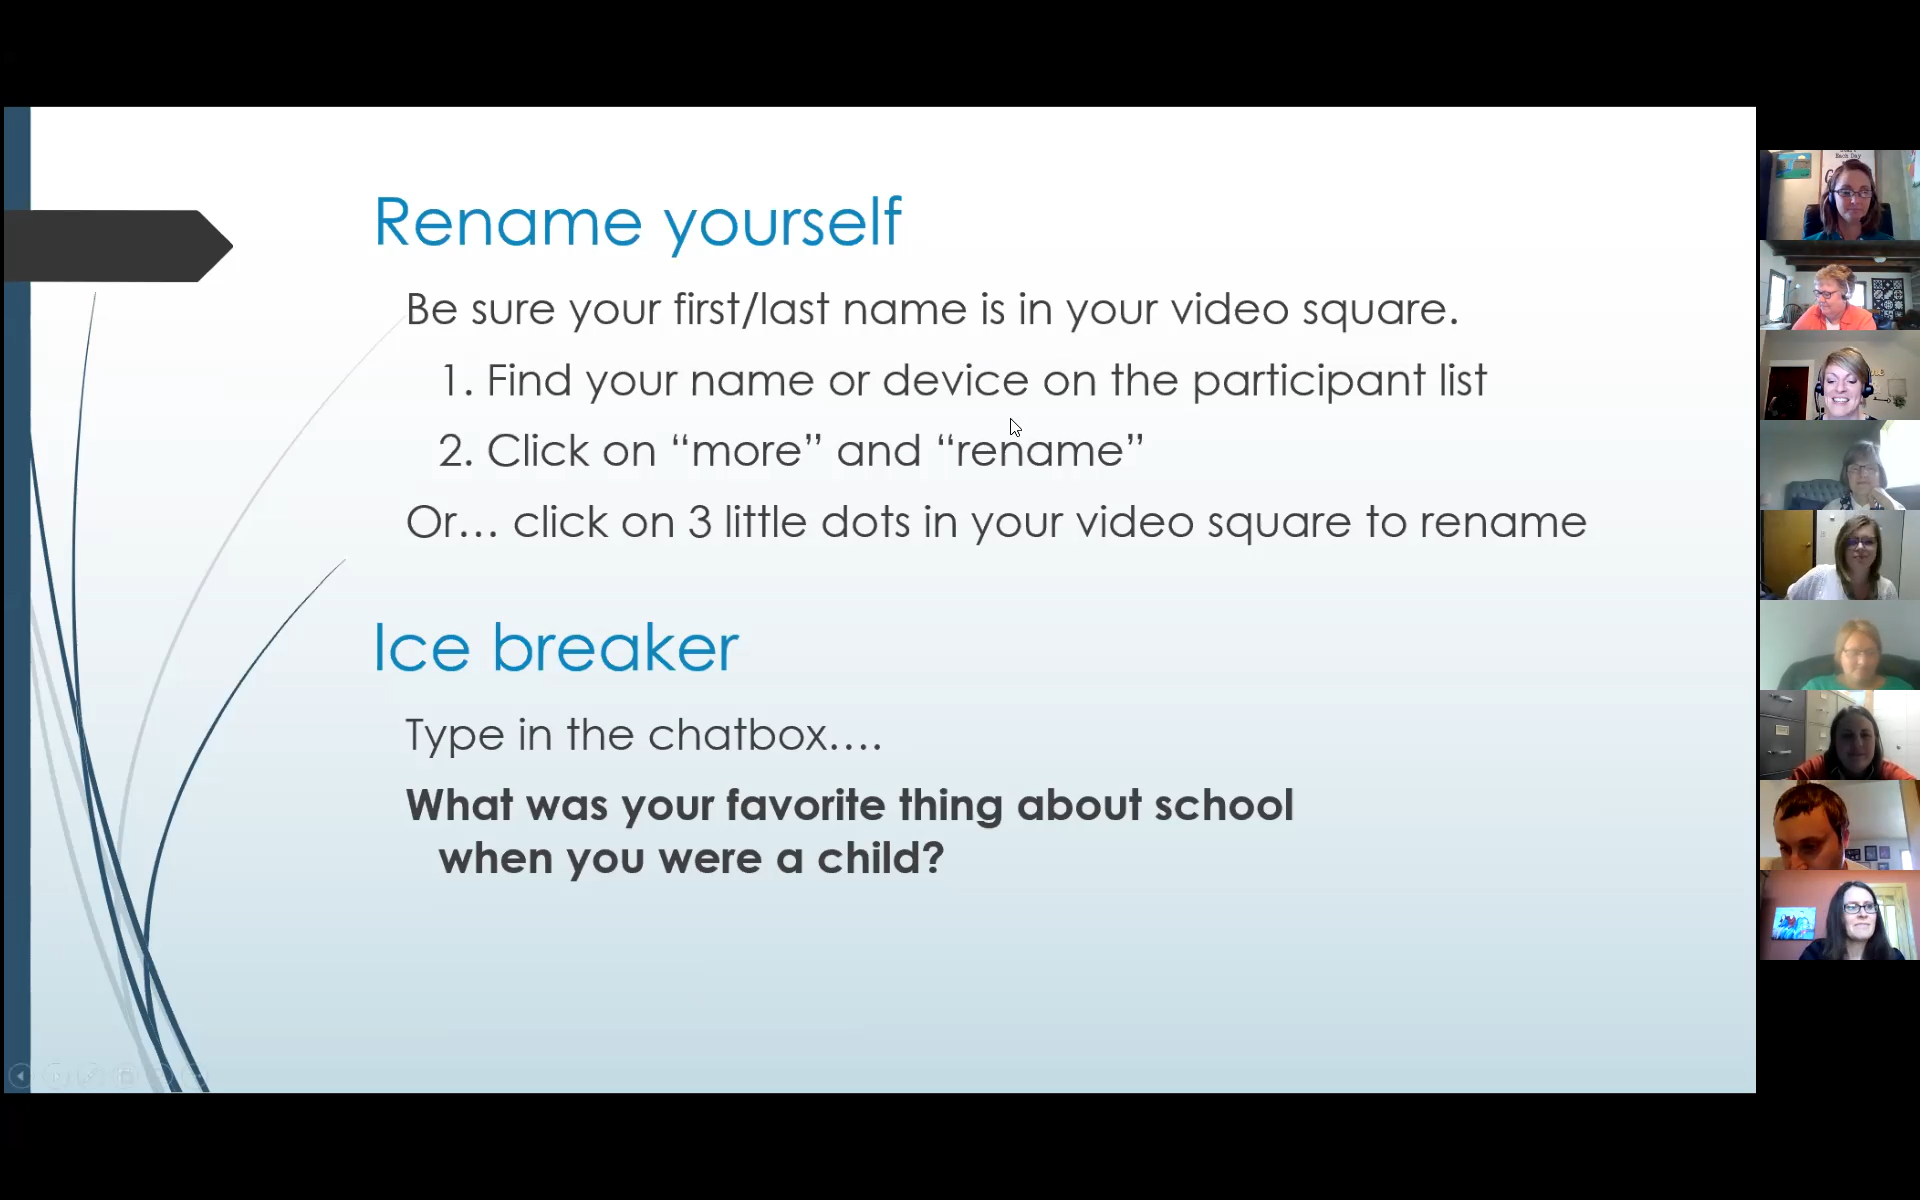 Rename yourself
Be sure your first/last name is in your video square.
1. Find your name or device on the participant list
2. Click on “more” and “rename”
Or… click on 3 little dots in your video square to rename
Ice breaker
Type in the chatbox….
What was your favorite thing about school
when you were a child?
Back Day